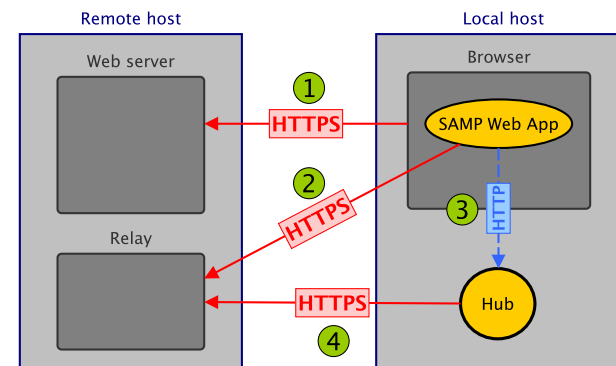 Remote host
Local host
Web server
Browser
1
HTTPS
SAMP Web App
2
HTTPS
3
HTTP
Relay
HTTPS
Hub
4